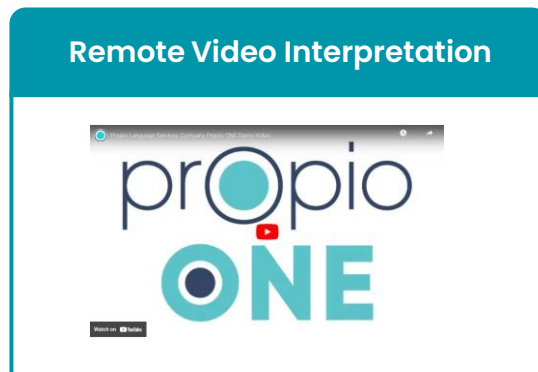 Remote Video Interpretation
Propio Language Services Company Propio ONE Demo Video
propio
ONE
Watch on YouTube